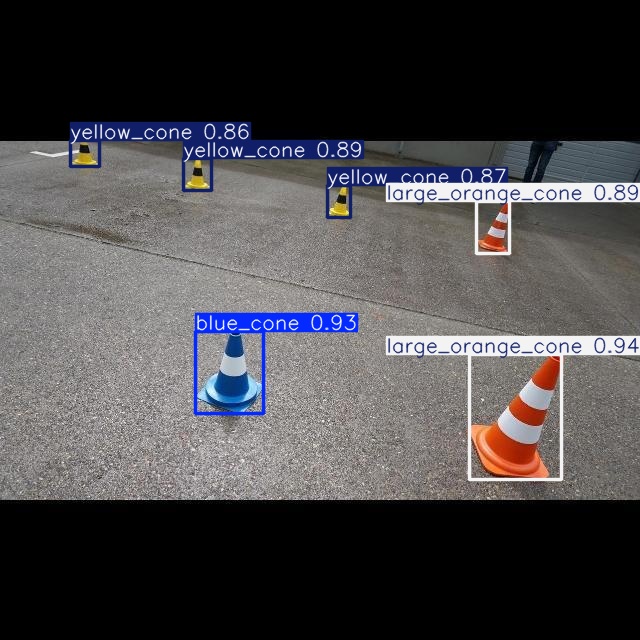 yellow_cone 0.86
yellow_cone 0.89
yellow_cone 0.87
large_orange_cone 0.89
blue_cone 0.93
large_orange_cone 0.94